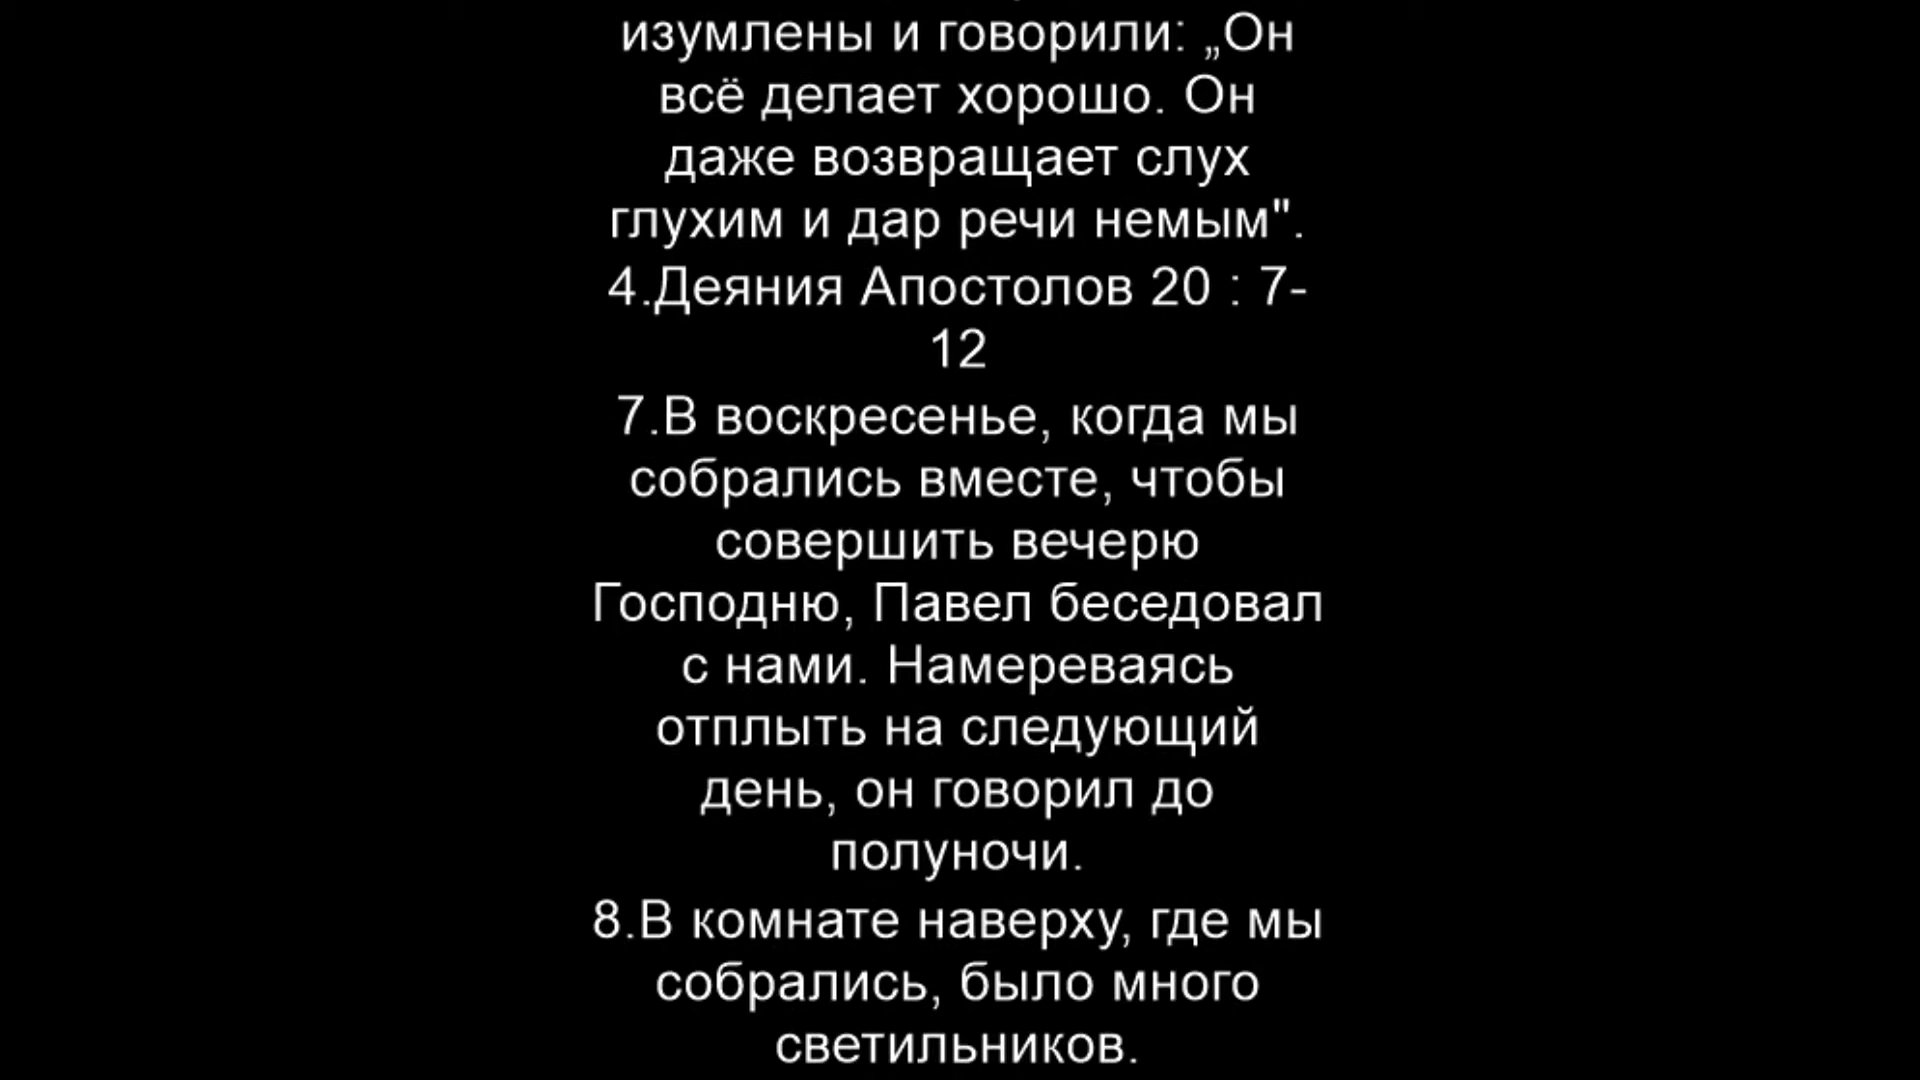 изумлены и говорили: „Он
всё делает хорошо. Он
даже возвращает слух
глухим и дар речи немым".
4.Деяния Апостолов 20 : 7-
12
7.В воскресенье, когда мы
собрались вместе, чтобы
совершить вечерю
Господню, Павел беседовал
с нами. Намереваясь
отплыть на следующий
день, он говорил до
полуночи.
8.В комнате наверху, где мы
собрались, было много
светильников.